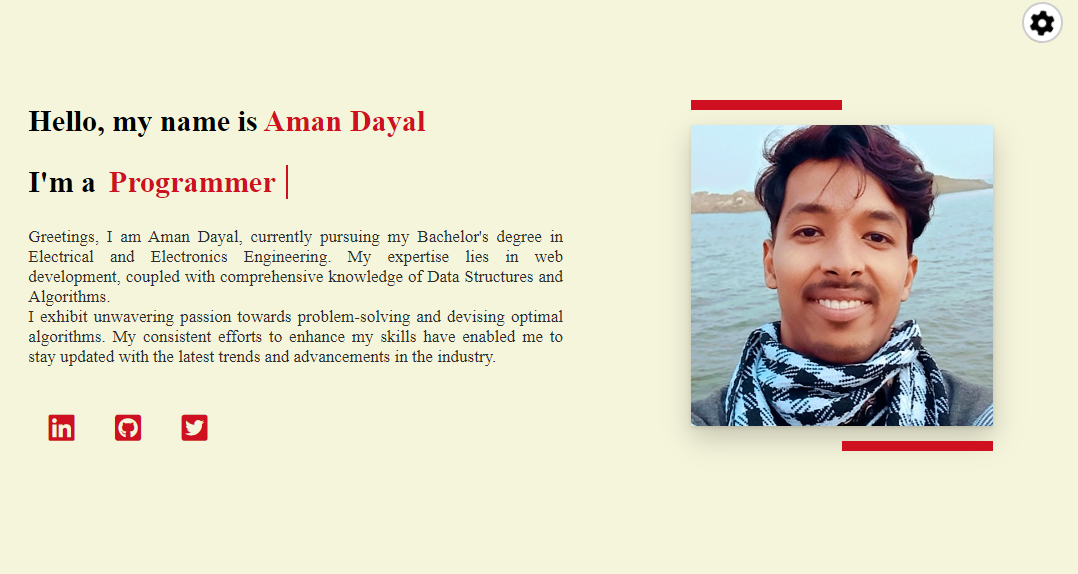 Hello, my name is Aman Dayal
I'm a Programmer
Greetings, I am Aman Dayal, currently pursuing my Bachelor's degree in
Electrical and Electronics Engineering. My expertise lies in web
development, coupled with comprehensive knowledge of Data Structures and
Algorithms.
I exhibit unwavering passion towards problem-solving and devising optimal
algorithms. My consistent efforts to enhance my skills have enabled me to
stay updated with the latest trends and advancements in the industry.
in